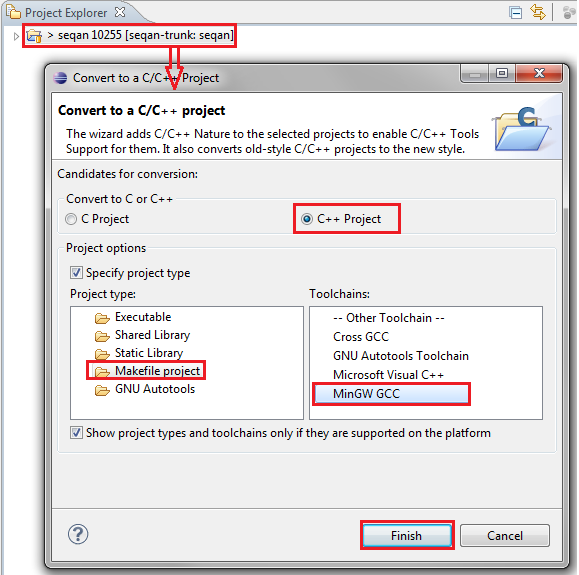 Project Explorer
> seqan 10255 [seqan-trunk: seqan]
Convert to a C/C++ Project
Convert to a C/C++ project
The wizard adds C/C++ Nature to the selected projects to enable C/C++ Tools
Support for them. It also converts old-style C/C++ projects to the new style.
C
Candidates for conversion:
Convert to C or C++
C Project
C++ Project
Project options
Specify project type
Project type:
Executable
Shared Library
Static Library
Makefile project
GNU Autotools
Toolchains:
-- Other Toolchain --
Cross GCC
GNU Autotools Toolchain
Microsoft Visual C++
MinGW GCC
Show project types and toolchains only if they are supported on the platform
?
Finish
Cancel